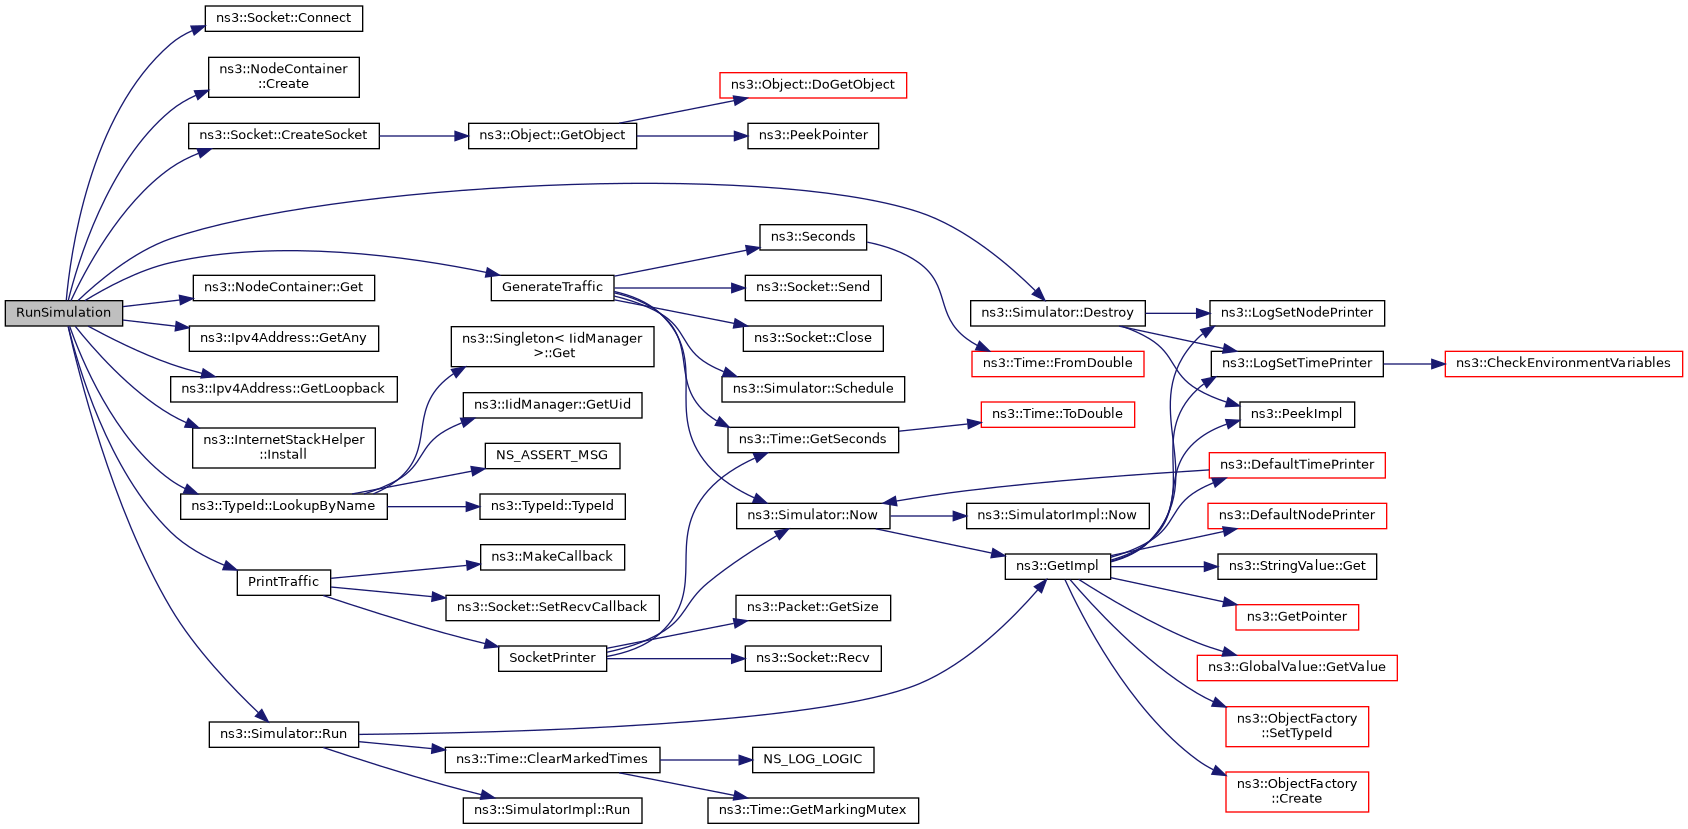 ns3::Socket::Connect
ns3::NodeContainer
::Create
ns3::Socket::CreateSocket
ns3::Object::GetObject
ns3::Object::DoGetObject
ns3::PeekPointer
RunSimulation
ns3::NodeContainer::Get
ns3::Ipv4Address::GetAny
ns3::Ipv4Address::GetLoopback
ns3::InternetStackHelper
::Install
ns3::TypeId::LookupByName
PrintTraffic
ns3::Simulator::Run
GenerateTraffic
ns3::Singleton< IidManager
>::Get
ns3::IidManager::GetUid
NS_ASSERT_MSG
ns3::TypeId::TypeId
ns3::MakeCallback
ns3::Socket::SetRecvCallback
SocketPrinter
ns3::Time::ClearMarkedTimes
ns3::SimulatorImpl::Run
ns3::Seconds
ns3::Socket::Send
ns3::Socket::Close
ns3::Simulator::Schedule
ns3::Time::GetSeconds
ns3::Simulator::Now
ns3::Packet::GetSize
ns3::Socket::Recv
NS_LOG_LOGIC
ns3::Time::GetMarkingMutex
ns3::Simulator::Destroy
ns3::Time::FromDouble
ns3::Time::ToDouble
ns3::SimulatorImpl::Now
ns3::GetImpl
ns3::LogSetNodePrinter
ns3::LogSetTimePrinter
ns3::CheckEnvironmentVariables
ns3::PeekImpl
ns3::DefaultTimePrinter
ns3::DefaultNodePrinter
ns3::StringValue::Get
ns3::GetPointer
ns3::GlobalValue::GetValue
ns3::ObjectFactory
::SetTypeId
ns3::ObjectFactory
::Create